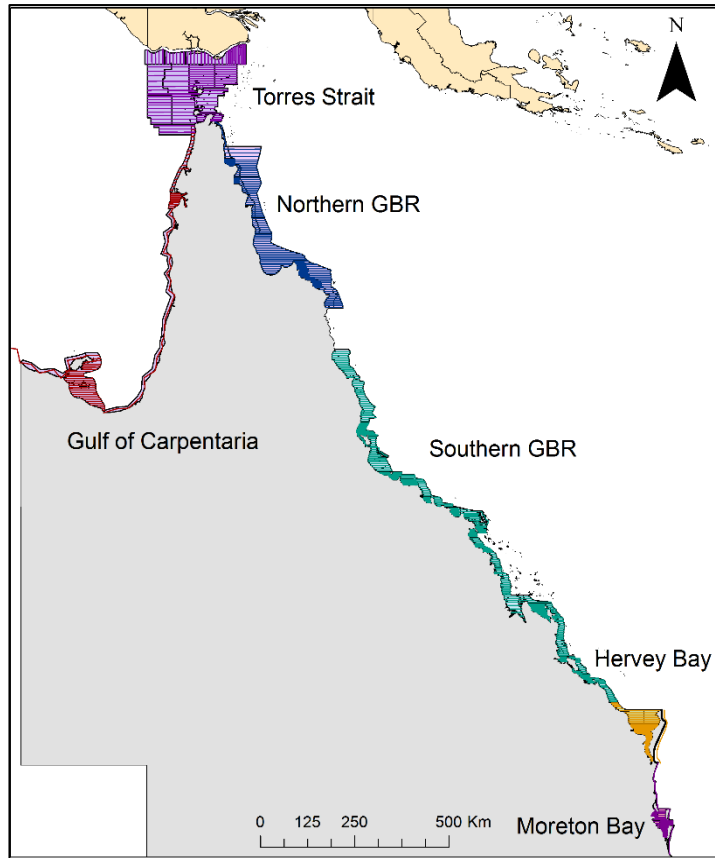 N
Torres Strait
Northern GBR
Gulf of Carpentaria
Southern GBR
Hervey Bay
0 125 250 500 Km
Moreton Bay